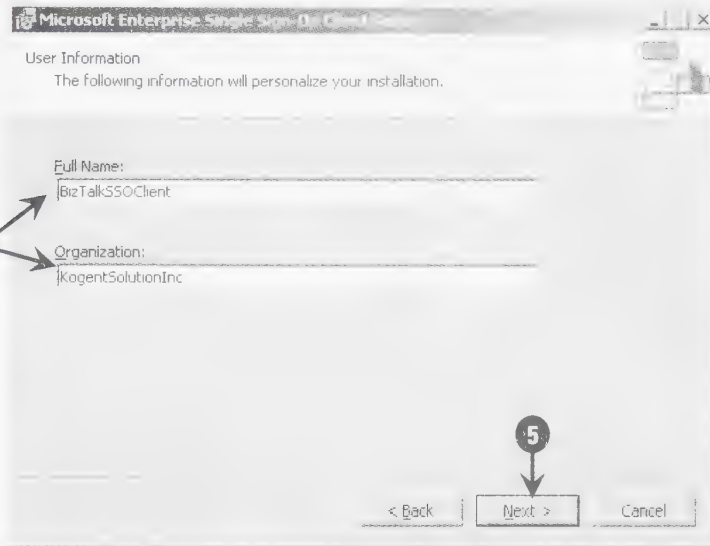 Microsoft Enterprise Single Sign-On Client
User Information
The following information will personalize your installation.
Full Name:
BizTalkSSOClient
Organization:
KogentSolutionInc
5
< Back
Next >
Cancel